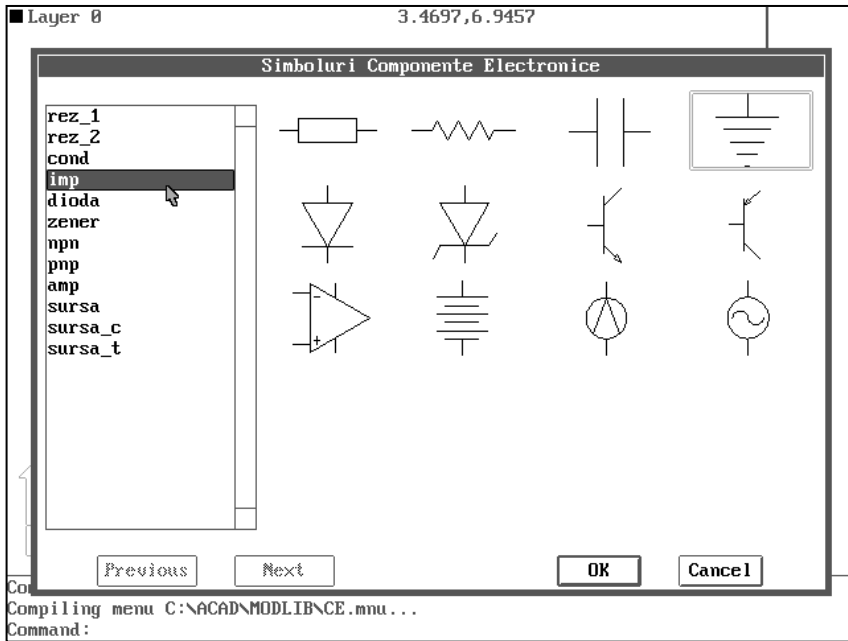 Layer 0 3.4697,6.9457
Simboluri Componente Electronice
rez_1
rez_2
cond
imp
dioda
zener
npn
pnp
amp
sursa
sursa_c
sursa_t
- 
+
Previous Next OK Cancel
Co
Compiling menu C:\ACAD\MODLIB\CE.mnu...
Command: